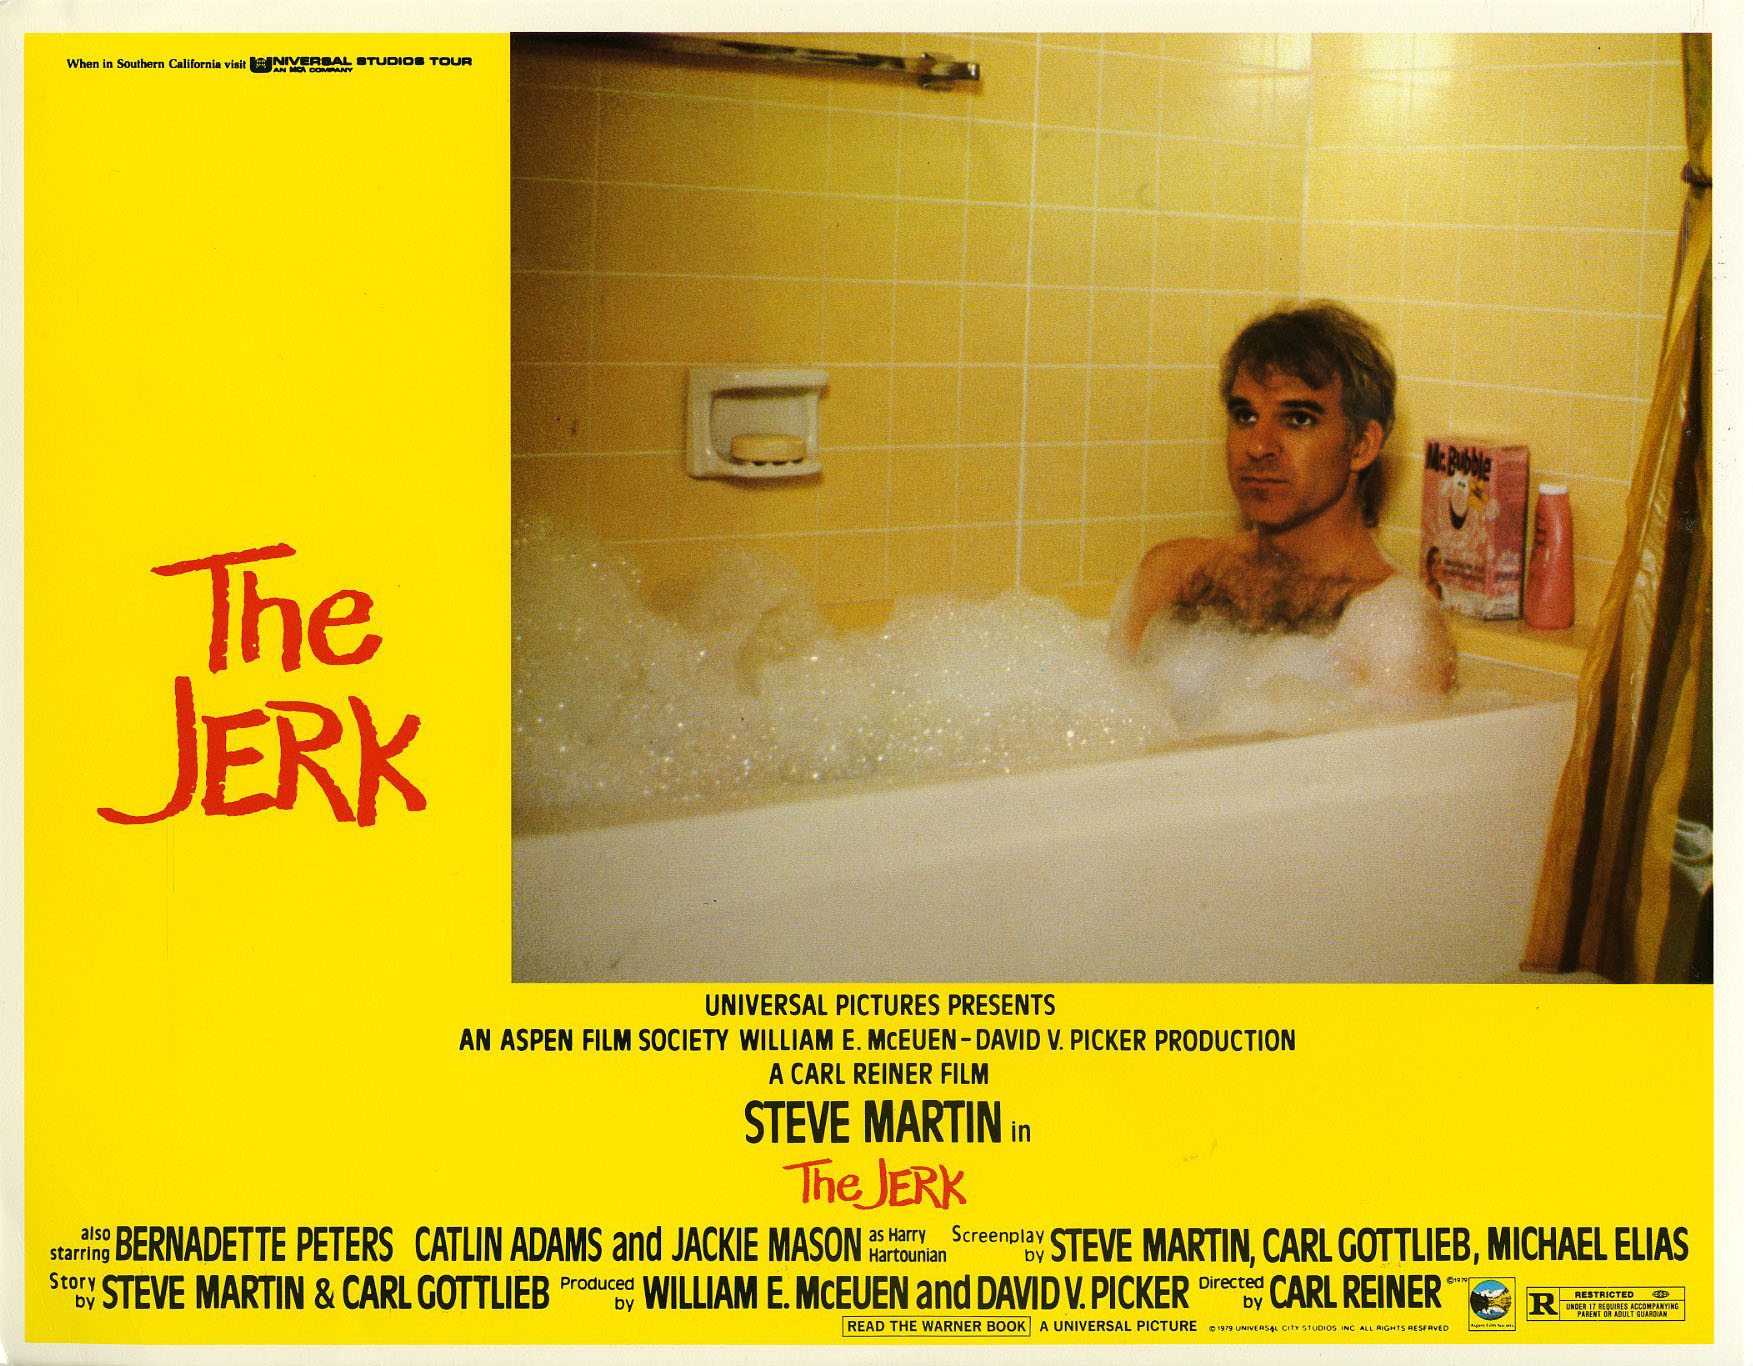 When in Southern California visit UNIVERSAL STUDIOS TOUR
AN MCA COMPANY
Mr. Bubble
The
JERK
UNIVERSAL PICTURES PRESENTS
AN ASPEN FILM SOCIETY WILLIAM E. McEUEN-DAVID V. PICKER PRODUCTION
A CARL REINER FILM
STEVE MARTIN in
The JERK
also starring BERNADETTE PETERS CATLIN ADAMS and JACKIE MASON as Harry Hartounian Screenplay by STEVE MARTIN, CARL GOTTLIEB, MICHAEL ELIAS
Story by STEVE MARTIN & CARL GOTTLIEB Produced by WILLIAM E. McEUEN and DAVID V. PICKER Directed by CARL REINER ©1979
R RESTRICTED
UNDER 17 REQUIRES ACCOMPANYING
PARENT OR ADULT GUARDIAN
READ THE WARNER BOOK A UNIVERSAL PICTURE ©1979 UNIVERSAL CITY STUDIOS INC ALL RIGHTS RESERVED